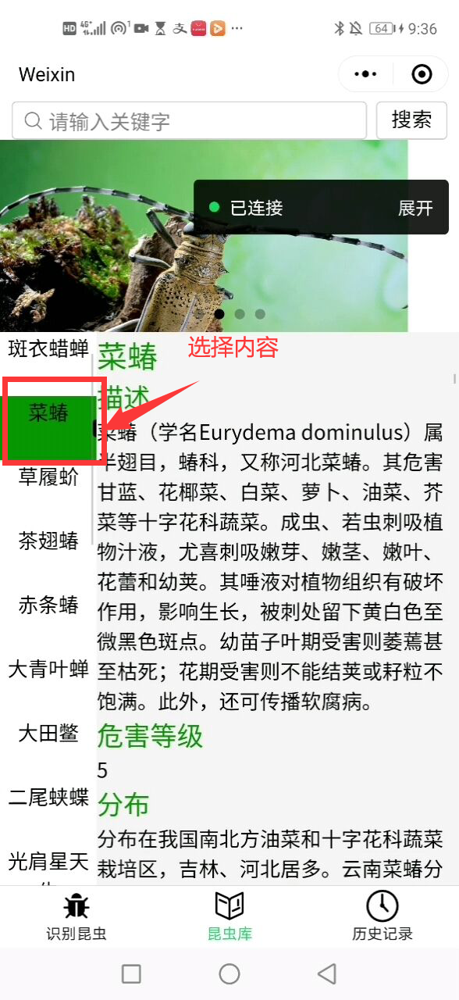 HD 4G+ 1 支 64 9:36
Weixin
请输入关键字 搜索
已连接 展开
选择内容
斑衣蜡蝉
菜蝽
草履蚧
茶翅蝽
赤条蝽
大青叶蝉
大田鳖
二尾蛱蝶
光肩星天
菜蝽
描述
菜蝽（学名Eurydema dominulus）属
半翅目，蝽科，又称河北菜蝽。其危害
甘蓝、花椰菜、白菜、萝卜、油菜、芥
菜等十字花科蔬菜。成虫、若虫刺吸植
物汁液，尤喜刺吸嫩芽、嫩茎、嫩叶、
花蕾和幼荚。其唾液对植物组织有破坏
作用，影响生长，被刺处留下黄白色至
微黑色斑点。幼苗子叶期受害则萎蔫甚
至枯死；花期受害则不能结荚或籽粒不
饱满。此外，还可传播软腐病。
危害等级
5
分布
分布在我国南北方油菜和十字花科蔬菜
栽培区，吉林、河北居多。云南菜蝽分
识别昆虫 昆虫库 历史记录